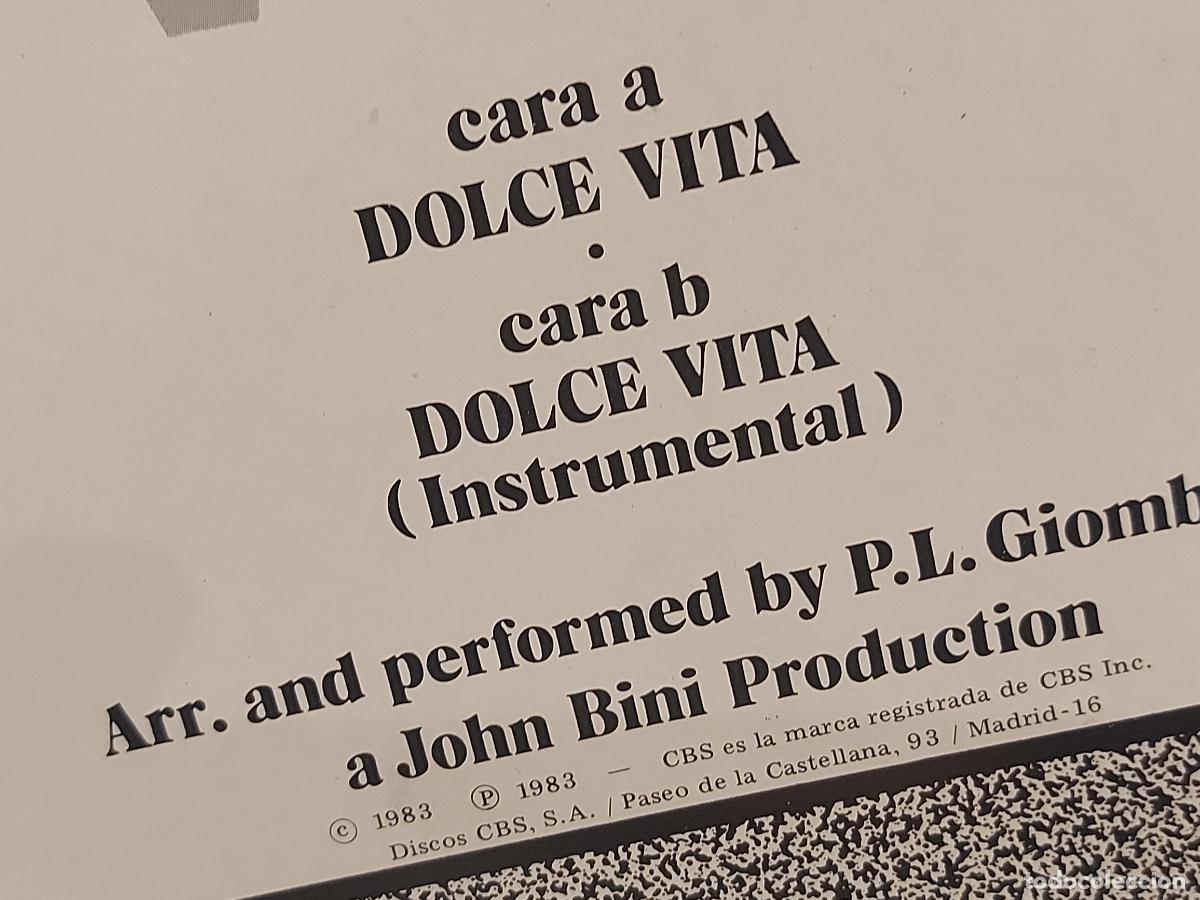 cara a
DOLCE VITA
•
cara b
DOLCE VITA
(Instrumental)
Arr. and performed by P.L. Giomb
a John Bini Production
© 1983 ℗ 1983 — CBS es la marca registrada de CBS Inc.
Discos CBS, S.A. / Paseo de la Castellana, 93 / Madrid-16
todocoleccion